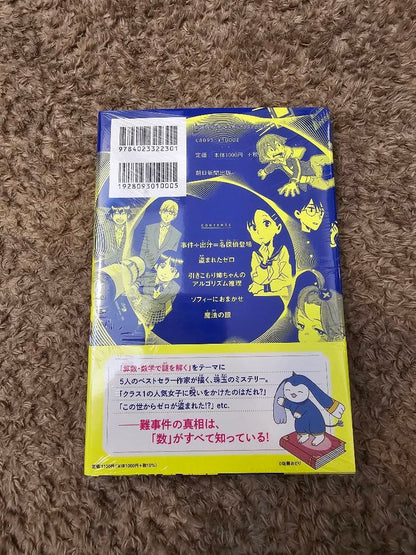 9784023322301
1928093010005
C8093 ¥1000E
定価：本体1000円 +税
朝日新聞出版
CONTENTS
事件÷出汁＝名探偵登場
盗まれたゼロ
引きこもり姉ちゃんの
アルゴリズム推理
ソフィーにおまかせ
魔法の眼
「算数・数学で謎を解く」をテーマに
5人のベストセラー作家が描く、珠玉のミステリー。
「クラス1の人気女子に呪いをかけたのはだれ?」
「この世からゼロが盗まれた!?」etc.
――難事件の真相は、
「数」がすべて知っている!
定価1100円(本体1000円+税10%)